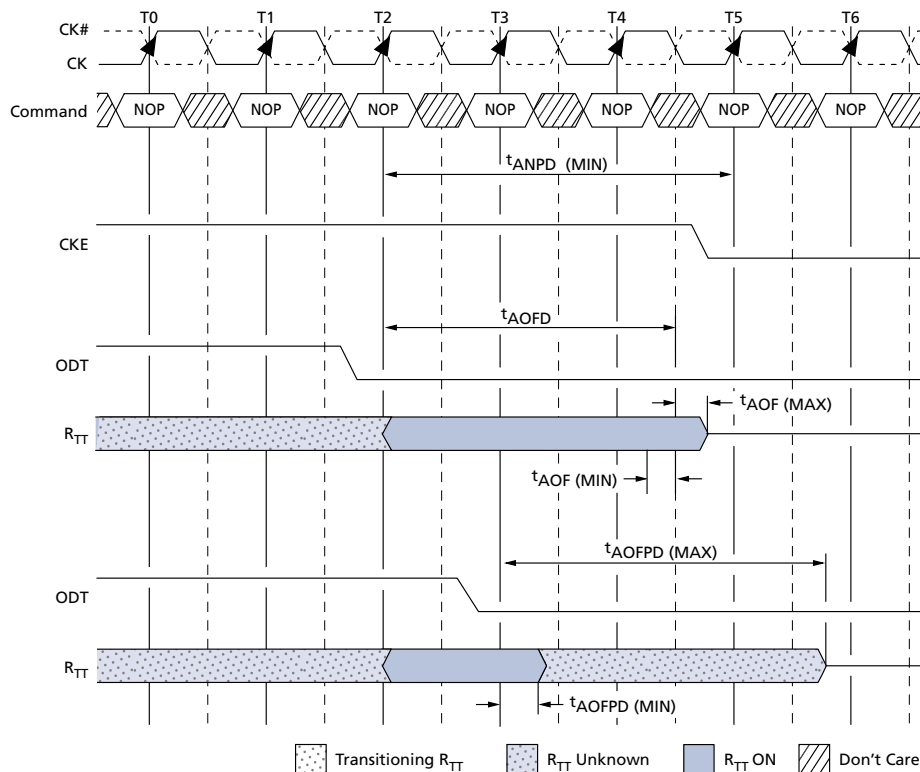 T0 T1 T2 T3 T4 T5 T6
CK#
CK
Command NOP NOP NOP NOP NOP NOP NOP
tANPD (MIN)
CKE
tAOFD
ODT
tAOF (MAX)
RTT
tAOF (MIN)
tAOFPD (MAX)
ODT
RTT
tAOFPD (MIN)
Transitioning RTT RTT Unknown RTT ON Don't Care